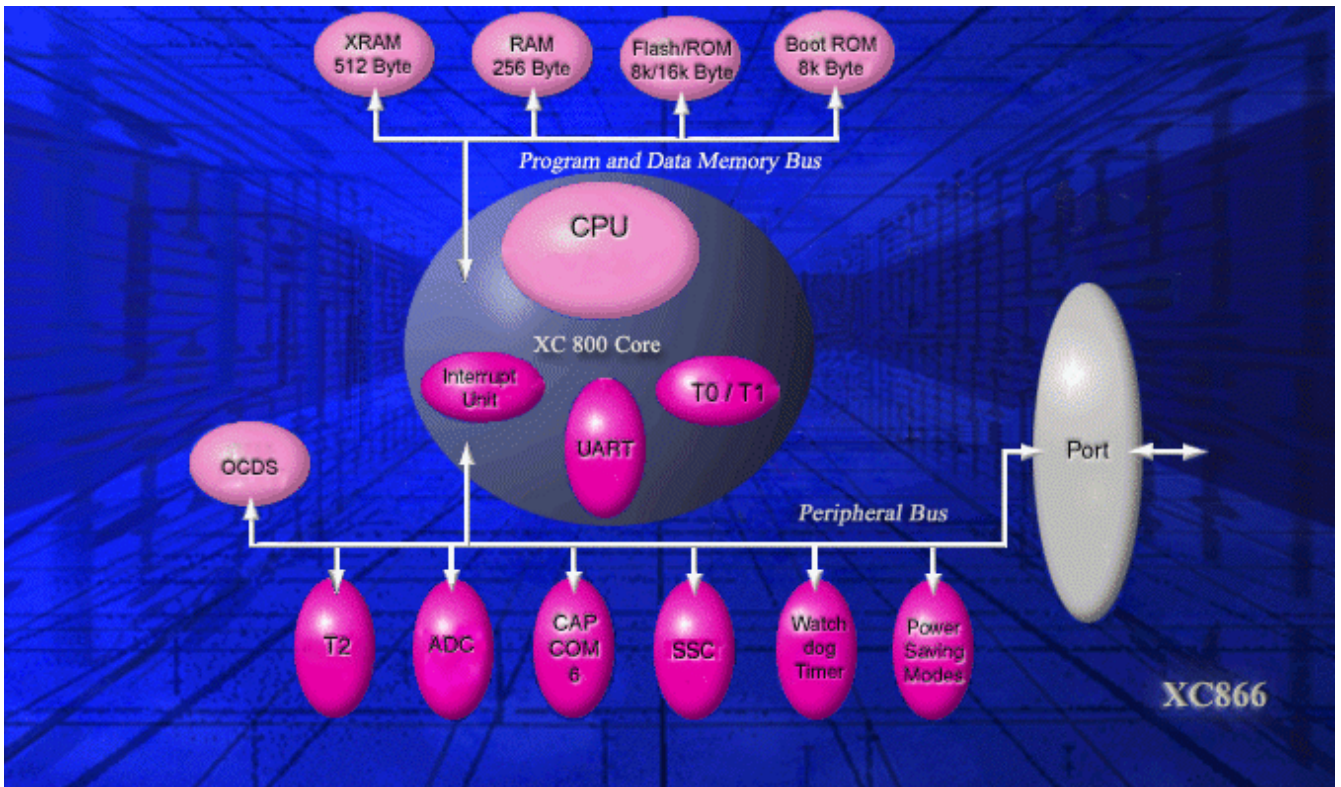 XRAM
512 Byte
RAM
256 Byte
Flash/ROM
8k/16k Byte
Boot ROM
8k Byte
Program and Data Memory Bus
CPU
XC 800 Core
Interrupt
Unit
T0 / T1
UART
OCDS
Port
Peripheral Bus
T2
ADC
CAP
COM
6
SSC
Watch
dog
Timer
Power
Saving
Modes
XC866